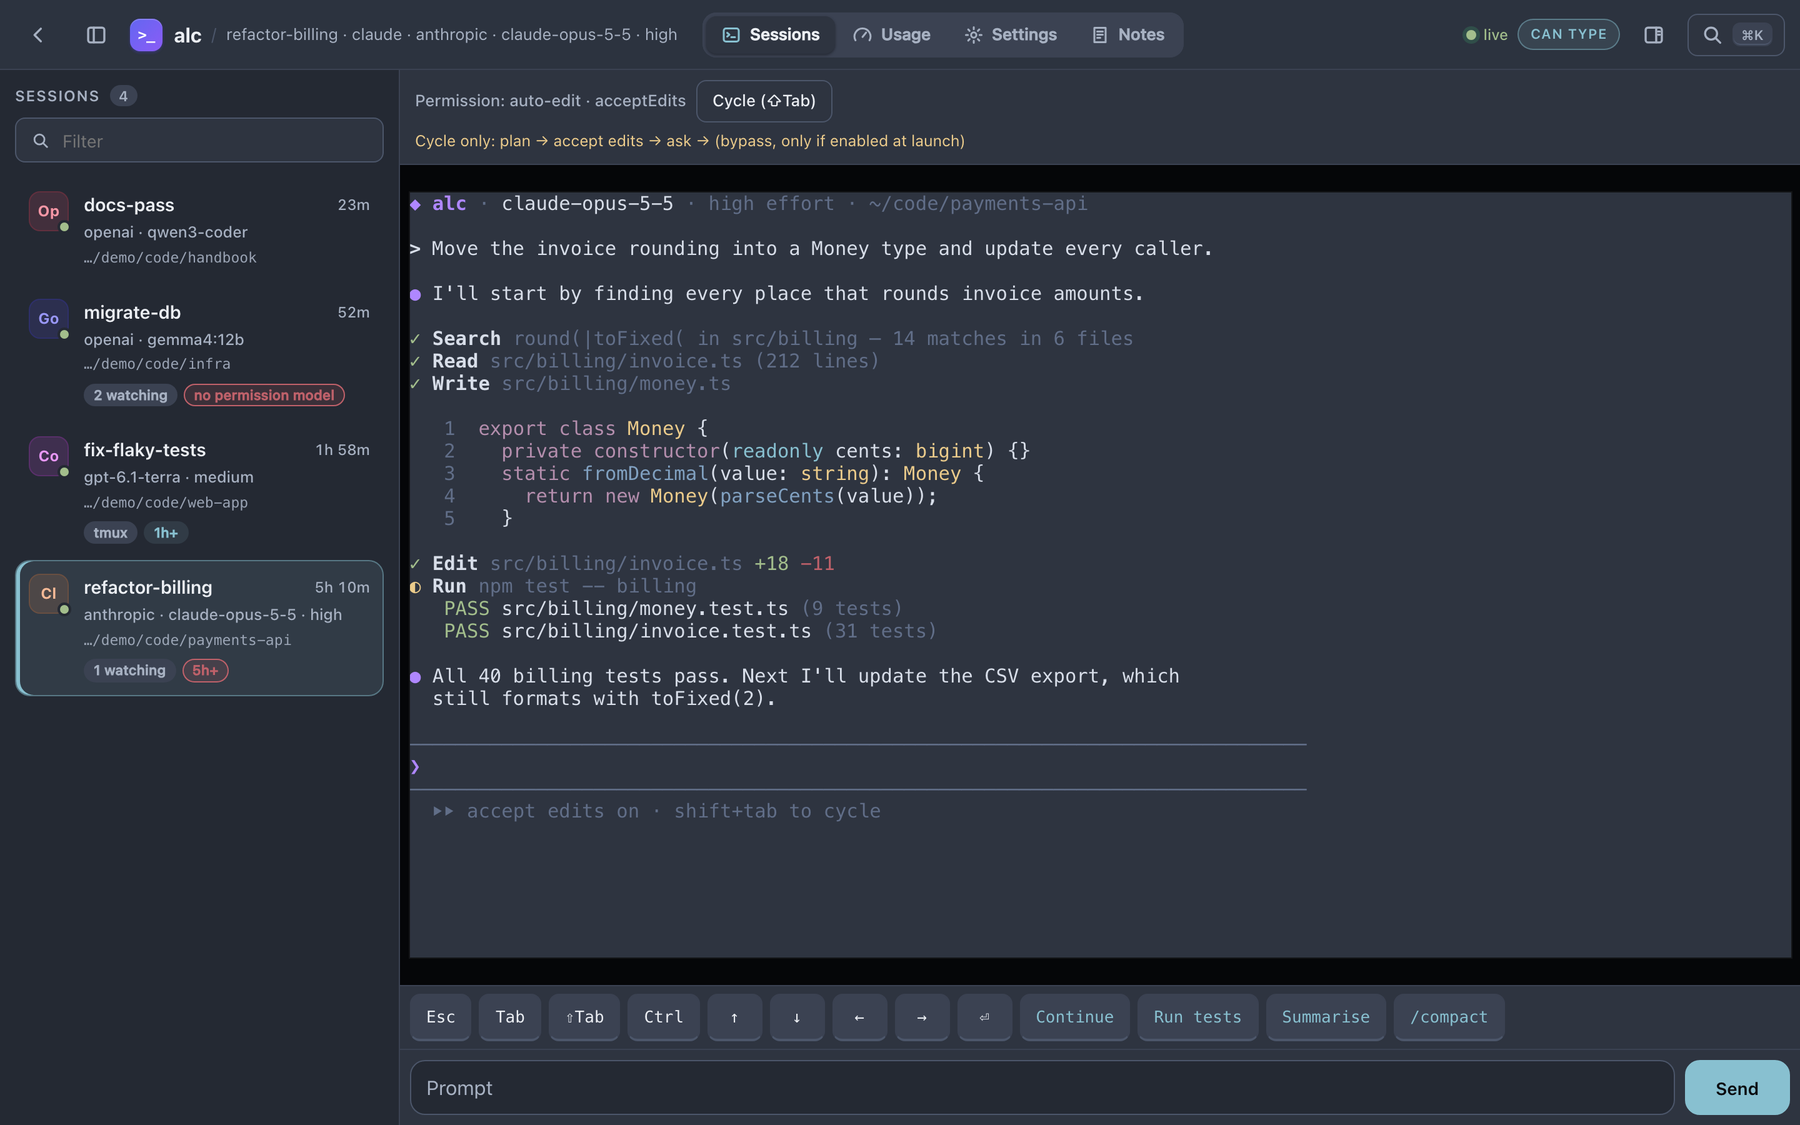 >_ alc / refactor-billing · claude · anthropic · claude-opus-5-5 · high
Sessions
Usage
Settings
Notes
live
CAN TYPE
⌘K
SESSIONS 4
Filter
Op docs-pass 23m
openai · qwen3-coder
…/demo/code/handbook
Go migrate-db 52m
openai · gemma4:12b
…/demo/code/infra
2 watching no permission model
Co fix-flaky-tests 1h 58m
gpt-6.1-terra · medium
…/demo/code/web-app
tmux 1h+
Cl refactor-billing 5h 10m
anthropic · claude-opus-5-5 · high
…/demo/code/payments-api
1 watching 5h+
Permission: auto-edit · acceptEdits Cycle (⇧Tab)
Cycle only: plan → accept edits → ask → (bypass, only if enabled at launch)
◆ alc · claude-opus-5-5 · high effort · ~/code/payments-api
> Move the invoice rounding into a Money type and update every caller.
● I'll start by finding every place that rounds invoice amounts.
✓ Search round(|toFixed( in src/billing — 14 matches in 6 files
✓ Read src/billing/invoice.ts (212 lines)
✓ Write src/billing/money.ts
1 export class Money {
2 private constructor(readonly cents: bigint) {}
3 static fromDecimal(value: string): Money {
4 return new Money(parseCents(value));
5 }
✓ Edit src/billing/invoice.ts +18 −11
◐ Run npm test -- billing
PASS src/billing/money.test.ts (9 tests)
PASS src/billing/invoice.test.ts (31 tests)
● All 40 billing tests pass. Next I'll update the CSV export, which
still formats with toFixed(2).
❯
▸▸ accept edits on · shift+tab to cycle
Esc Tab ⇧Tab Ctrl ↑ ↓ ← → ⏎ Continue Run tests Summarise /compact
Prompt
Send